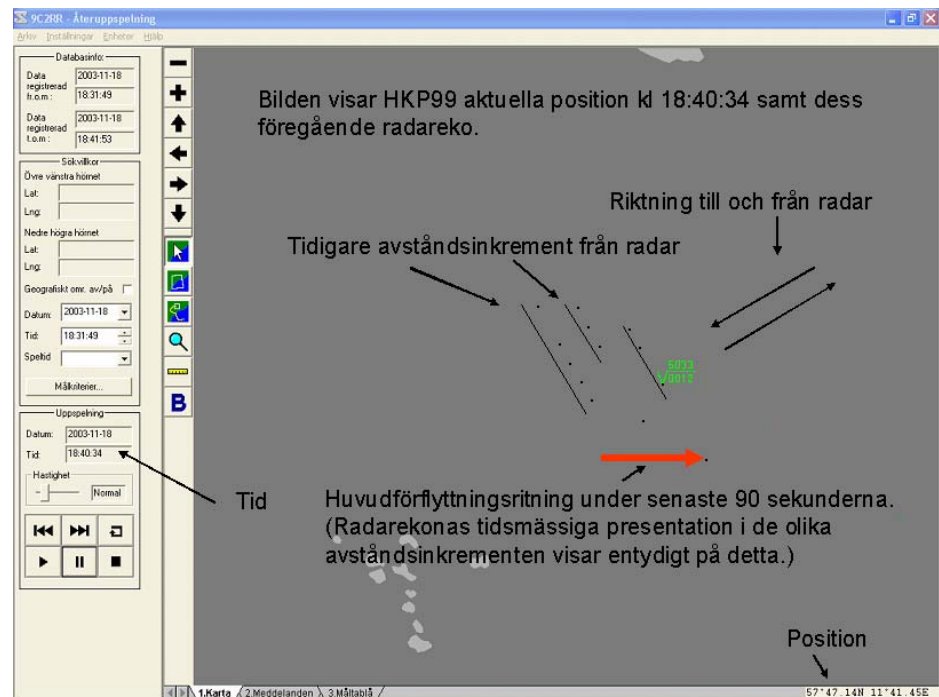 9C2RR - Återuppspelning
Arkiv Inställningar Enheter Hjälp
Databasinfo:
Data registrerad fr.o.m :
2003-11-18
18:31:49
Data registrerad t.o.m :
2003-11-18
18:41:53
Sökvillkor
Övre vänstra hörnet
Lat:
Lng:
Nedre högra hörnet
Lat:
Lng:
Geografiskt omr. av/på
Datum: 2003-11-18
Tid: 18:31:49
Speltid
Målkriterier...
Uppspelning
Datum: 2003-11-18
Tid: 18:40:34
Hastighet
Normal
B
Bilden visar HKP99 aktuella position kl 18:40:34 samt dess
föregående radareko.
Riktning till och från radar
Tidigare avståndsinkrement från radar
5033
0012
Tid
Huvudförflyttningsritning under senaste 90 sekunderna.
(Radarekonas tidsmässiga presentation i de olika
avståndsinkrementen visar entydigt på detta.)
Position
1.Karta 2.Meddelanden 3.Måltablå
57°47.14N 11°41.45E